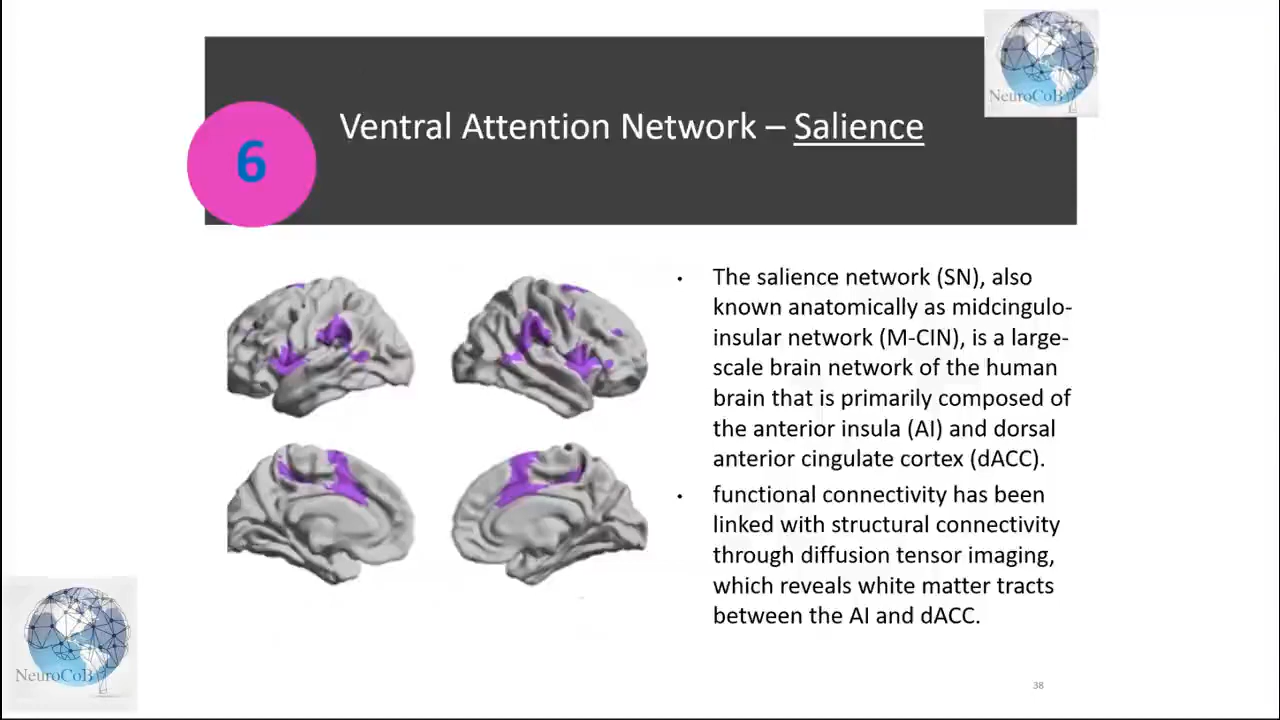 NeuroCoB
6
Ventral Attention Network – Salience
• The salience network (SN), also
known anatomically as midcingulo-
insular network (M-CIN), is a large-
scale brain network of the human
brain that is primarily composed of
the anterior insula (AI) and dorsal
anterior cingulate cortex (dACC).
• functional connectivity has been
linked with structural connectivity
through diffusion tensor imaging,
which reveals white matter tracts
between the AI and dACC.
NeuroCoB
38